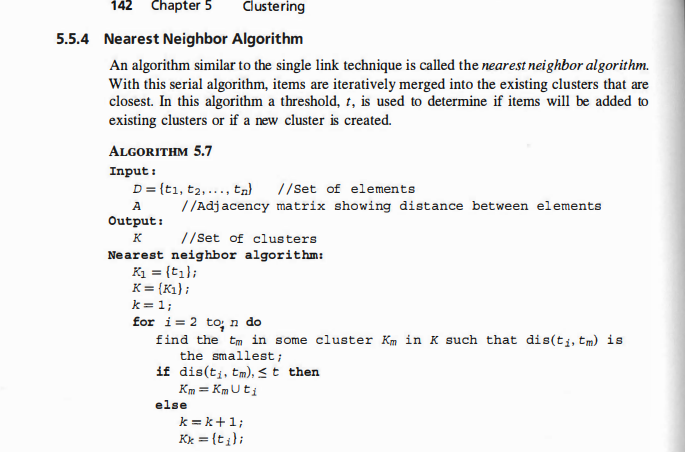 142 Chapter 5 Clustering
5.5.4 Nearest Neighbor Algorithm
An algorithm similar to the single link technique is called the nearest neighbor algorithm.
With this serial algorithm, items are iteratively merged into the existing clusters that are
closest. In this algorithm a threshold, t, is used to determine if items will be added to
existing clusters or if a new cluster is created.
ALGORITHM 5.7
Input:
D = {t1, t2, ..., tn} //Set of elements
A //Adjacency matrix showing distance between elements
Output:
K //Set of clusters
Nearest neighbor algorithm:
K1 = {t1};
K = {K1};
k = 1;
for i = 2 to; n do
find the tm in some cluster Km in K such that dis(ti, tm) is
the smallest;
if dis(ti, tm), ≤ t then
Km = Km ∪ ti
else
k = k + 1;
Kk = {ti};